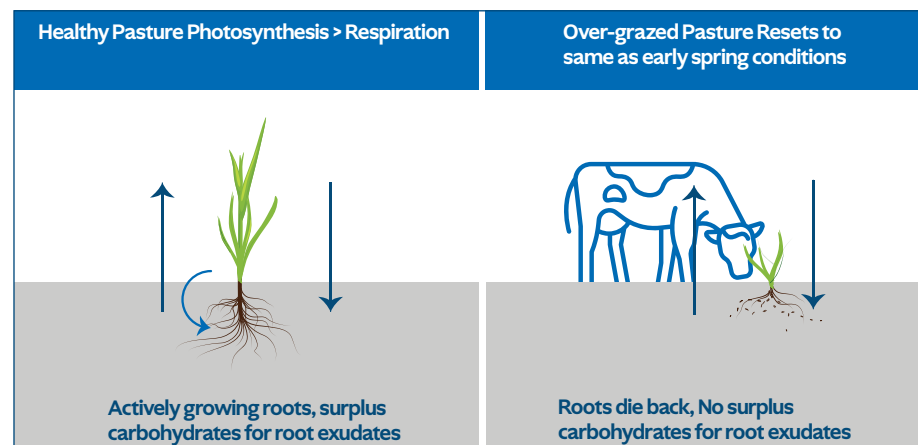 Healthy Pasture Photosynthesis > Respiration
Over-grazed Pasture Resets to
same as early spring conditions
Actively growing roots, surplus
carbohydrates for root exudates
Roots die back, No surplus
carbohydrates for root exudates